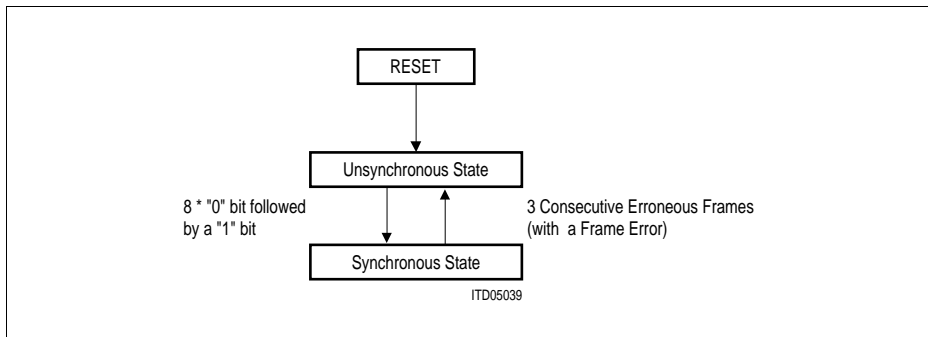 RESET
Unsynchronous State
8 * "0" bit followed
by a "1" bit
3 Consecutive Erroneous Frames
(with a Frame Error)
Synchronous State
ITD05039